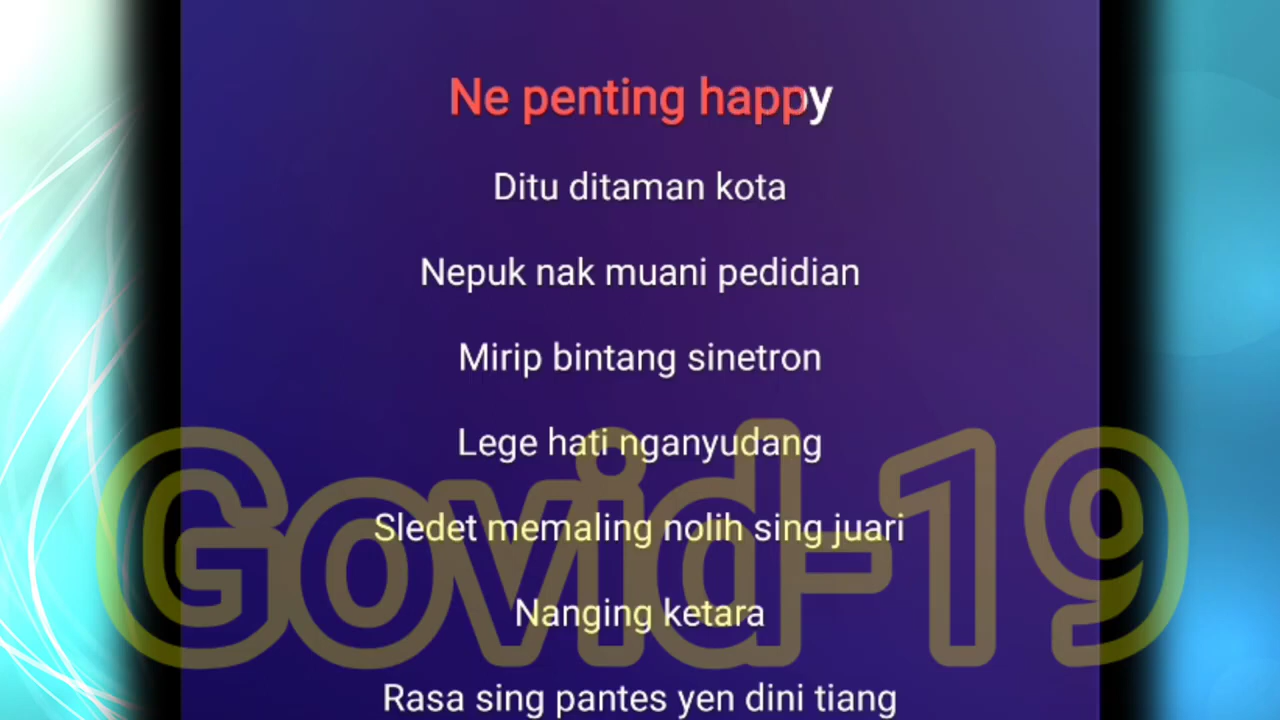 Ne penting happy
Ditu ditaman kota
Nepuk nak muani pedidian
Mirip bintang sinetron
Lege hati nganyudang
Sledet memaling nolih sing juari
Nanging ketara
Rasa sing pantes yen dini tiang
Govid-19